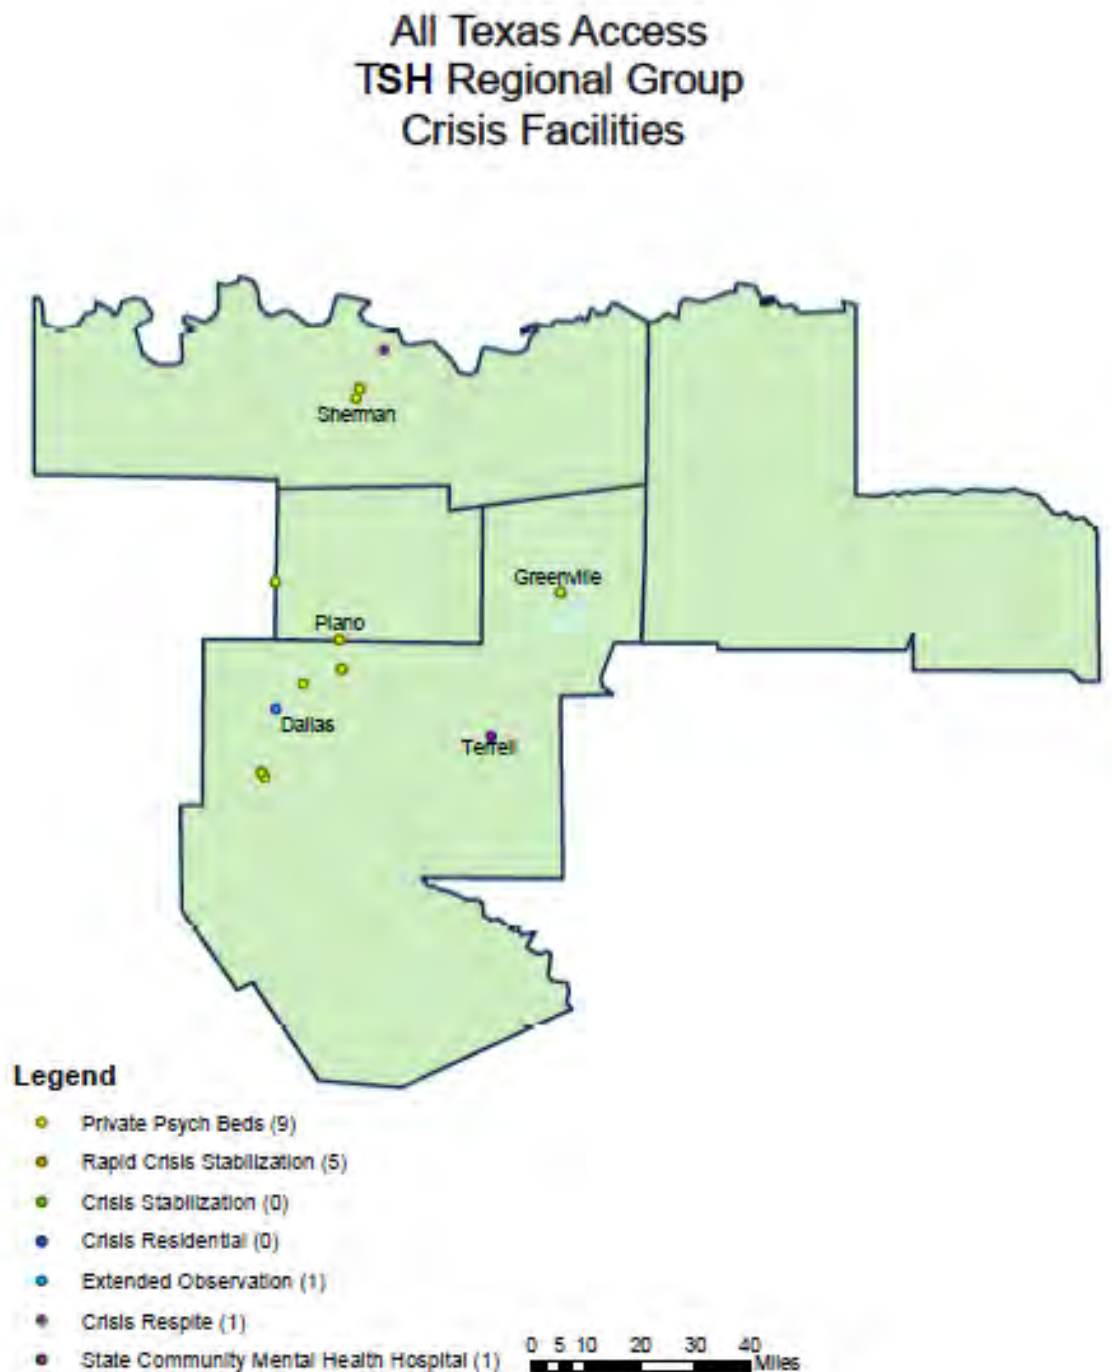 All Texas Access
TSH Regional Group
Crisis Facilities
Sherman
Greenville
Plano
Dallas
Terrell
Legend
Private Psych Beds (9)
Rapid Crisis Stabilization (5)
Crisis Stabilization (0)
Crisis Residential (0)
Extended Observation (1)
Crisis Respite (1)
State Community Mental Health Hospital (1)
0 5 10 20 30 40
Miles